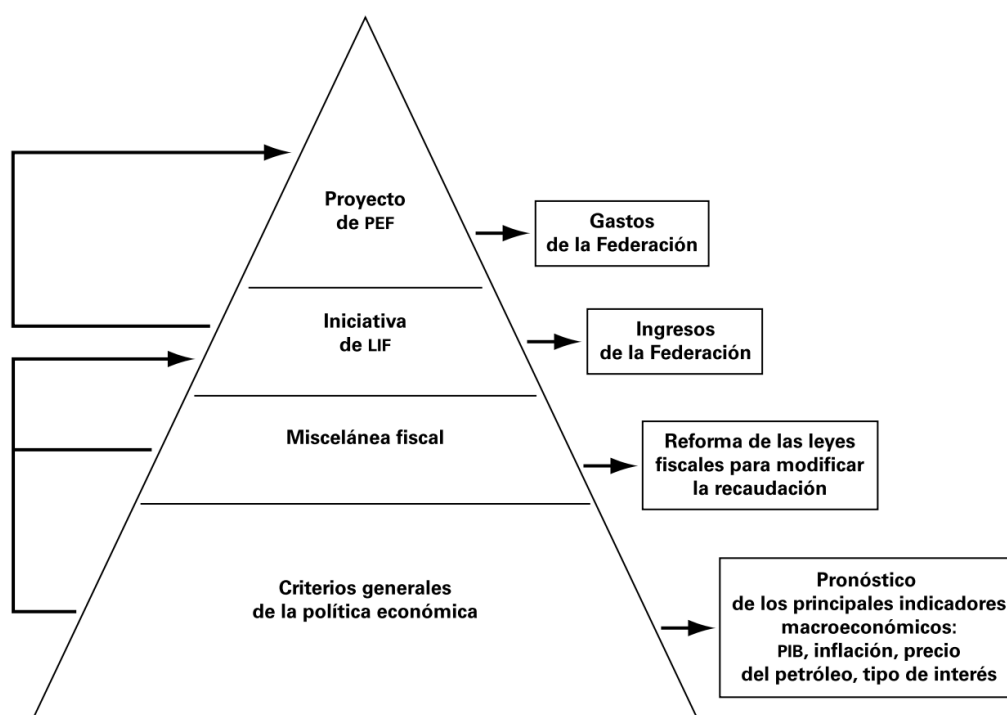 Proyecto
de PEF
Gastos
de la Federación
Iniciativa
de LIF
Ingresos
de la Federación
Miscelánea fiscal
Reforma de las leyes
fiscales para modificar
la recaudación
Criterios generales
de la política económica
Pronóstico
de los principales indicadores
macroeconómicos:
PIB, inflación, precio
del petróleo, tipo de interés